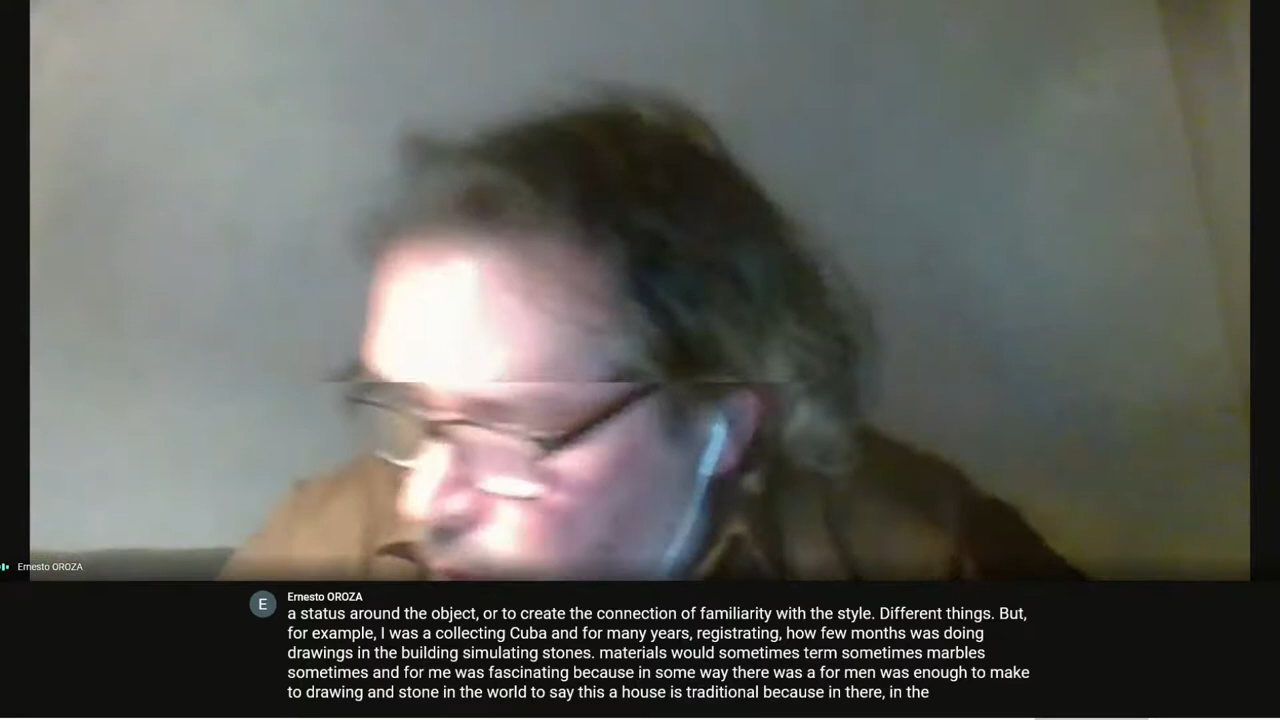 Ernesto OROZA
E
Ernesto OROZA
a status around the object, or to create the connection of familiarity with the style. Different things. But,
for example, I was a collecting Cuba and for many years, registrating, how few months was doing
drawings in the building simulating stones. materials would sometimes term sometimes marbles
sometimes and for me was fascinating because in some way there was a for men was enough to make
to drawing and stone in the world to say this a house is traditional because in there, in the